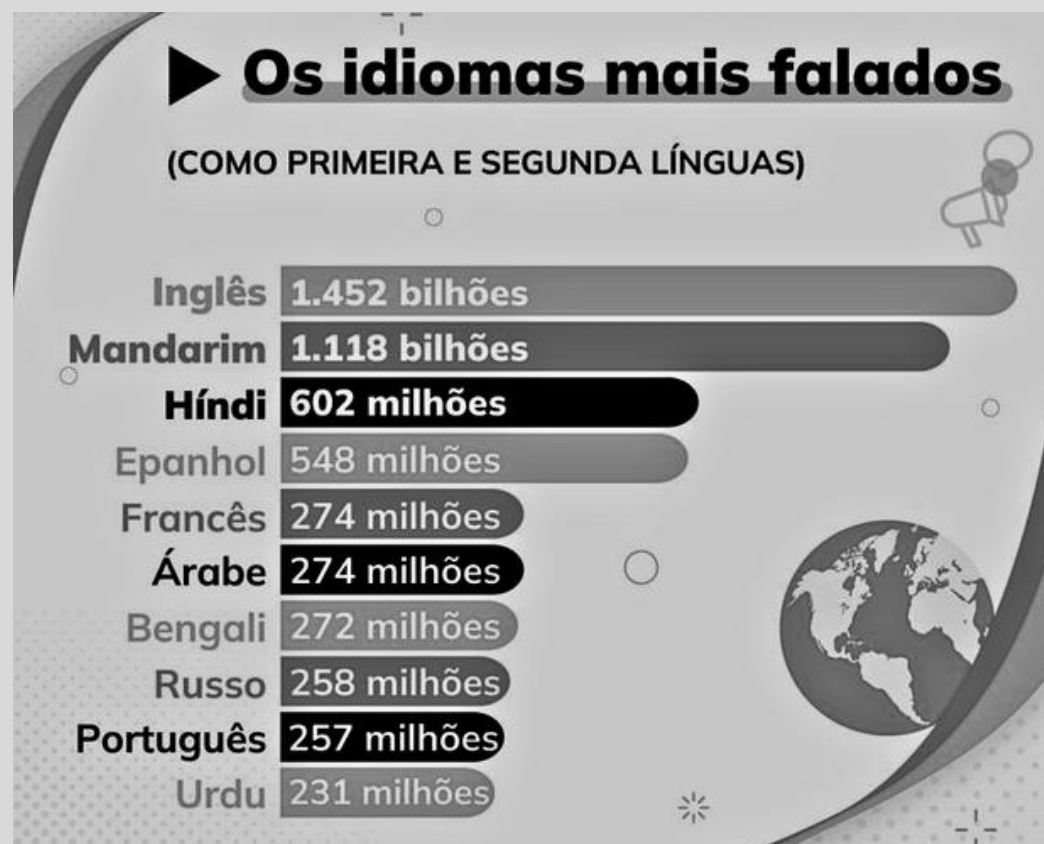 Os idiomas mais falados
(COMO PRIMEIRA E SEGUNDA LÍNGUAS)
Inglês 1.452 bilhões
Mandarim 1.118 bilhões
Híndi 602 milhões
Epanhol 548 milhões
Francês 274 milhões
Árabe 274 milhões
Bengali 272 milhões
Russo 258 milhões
Português 257 milhões
Urdu 231 milhões